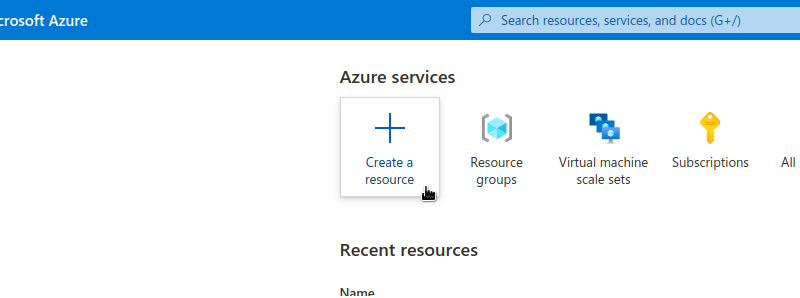 crosoft Azure
Search resources, services, and docs (G+/)
Azure services
Create a
resource
Resource
groups
Virtual machine
scale sets
Subscriptions
All
Recent resources
Name